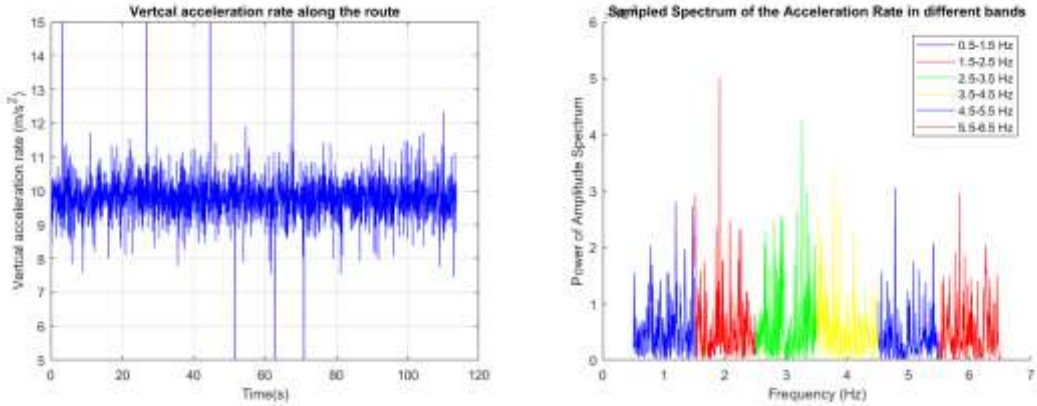 Vertcal acceleration rate along the route
15
14
13
12
11
10
9
8
7
6
5
Vertcal acceleration rate (m/s²)
0 20 40 60 80 100 120
Time(s)
Sampled Spectrum of the Acceleration Rate in different bands
6
5
4
3
2
1
0
Power of Amplitude Spectrum
0.5-1.5 Hz
1.5-2.5 Hz
2.5-3.5 Hz
3.5-4.5 Hz
4.5-5.5 Hz
5.5-6.5 Hz
0 1 2 3 4 5 6 7
Frequency (Hz)